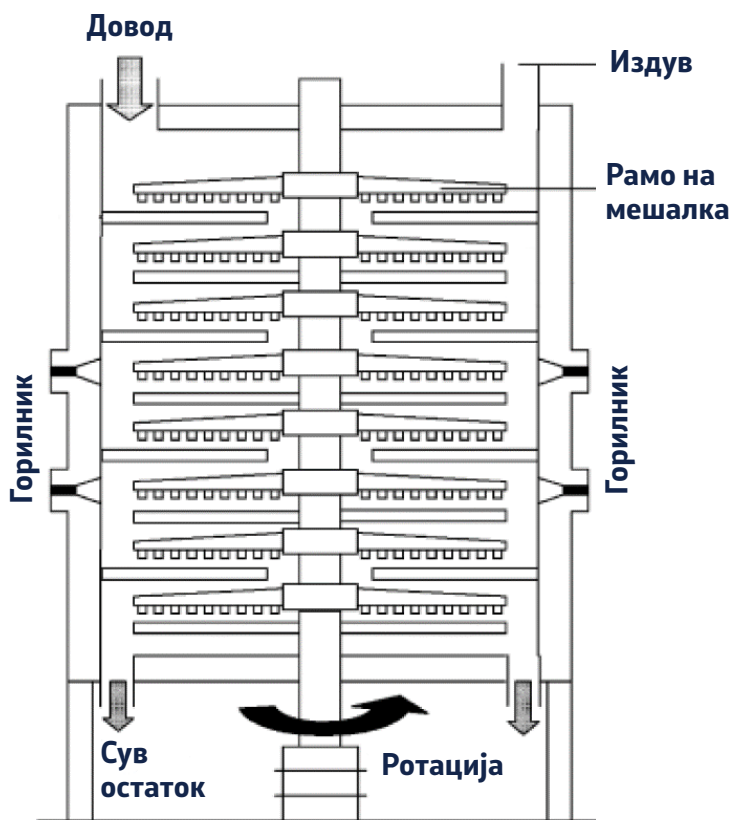 Довод
Издув
Рамо на
мешалка
Горилник
Горилник
Сув
остаток
Ротација